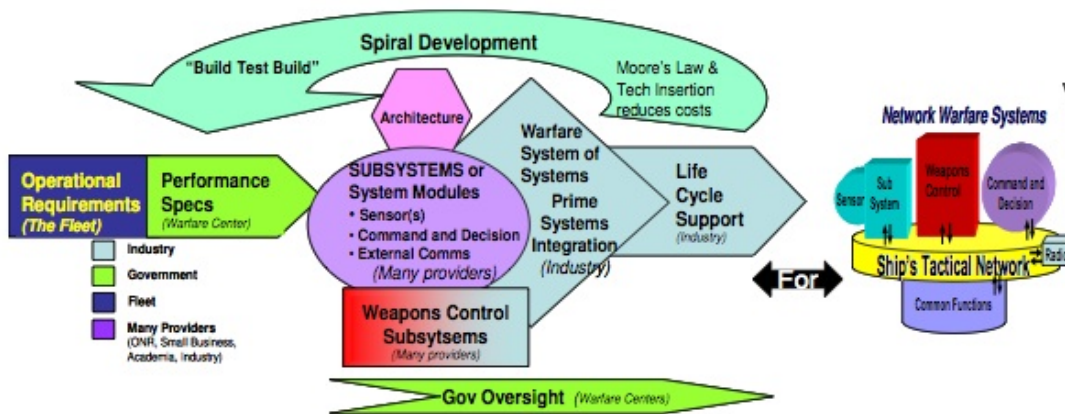 Spiral Development
"Build Test Build"
Moore's Law &
Tech Insertion
reduces costs
Architecture
Operational
Requirements
(The Fleet)
Performance
Specs
(Warfare Center)
SUBSYSTEMS or
System Modules
• Sensor(s)
• Command and Decision
• External Comms
(Many providers)
Warfare
System of
Systems
Prime
Systems
Integration
(Industry)
Life
Cycle
Support
(Industry)
Weapons Control
Subsytsems
(Many providers)
Industry
Government
Fleet
Many Providers
(ONR, Small Business,
Academia, Industry)
Gov Oversight (Warfare Centers)
For
Network Warfare Systems
Sensor
Sub
System
Weapons
Control
Command and
Decision
Ship's Tactical Network
Radio
Common Functions